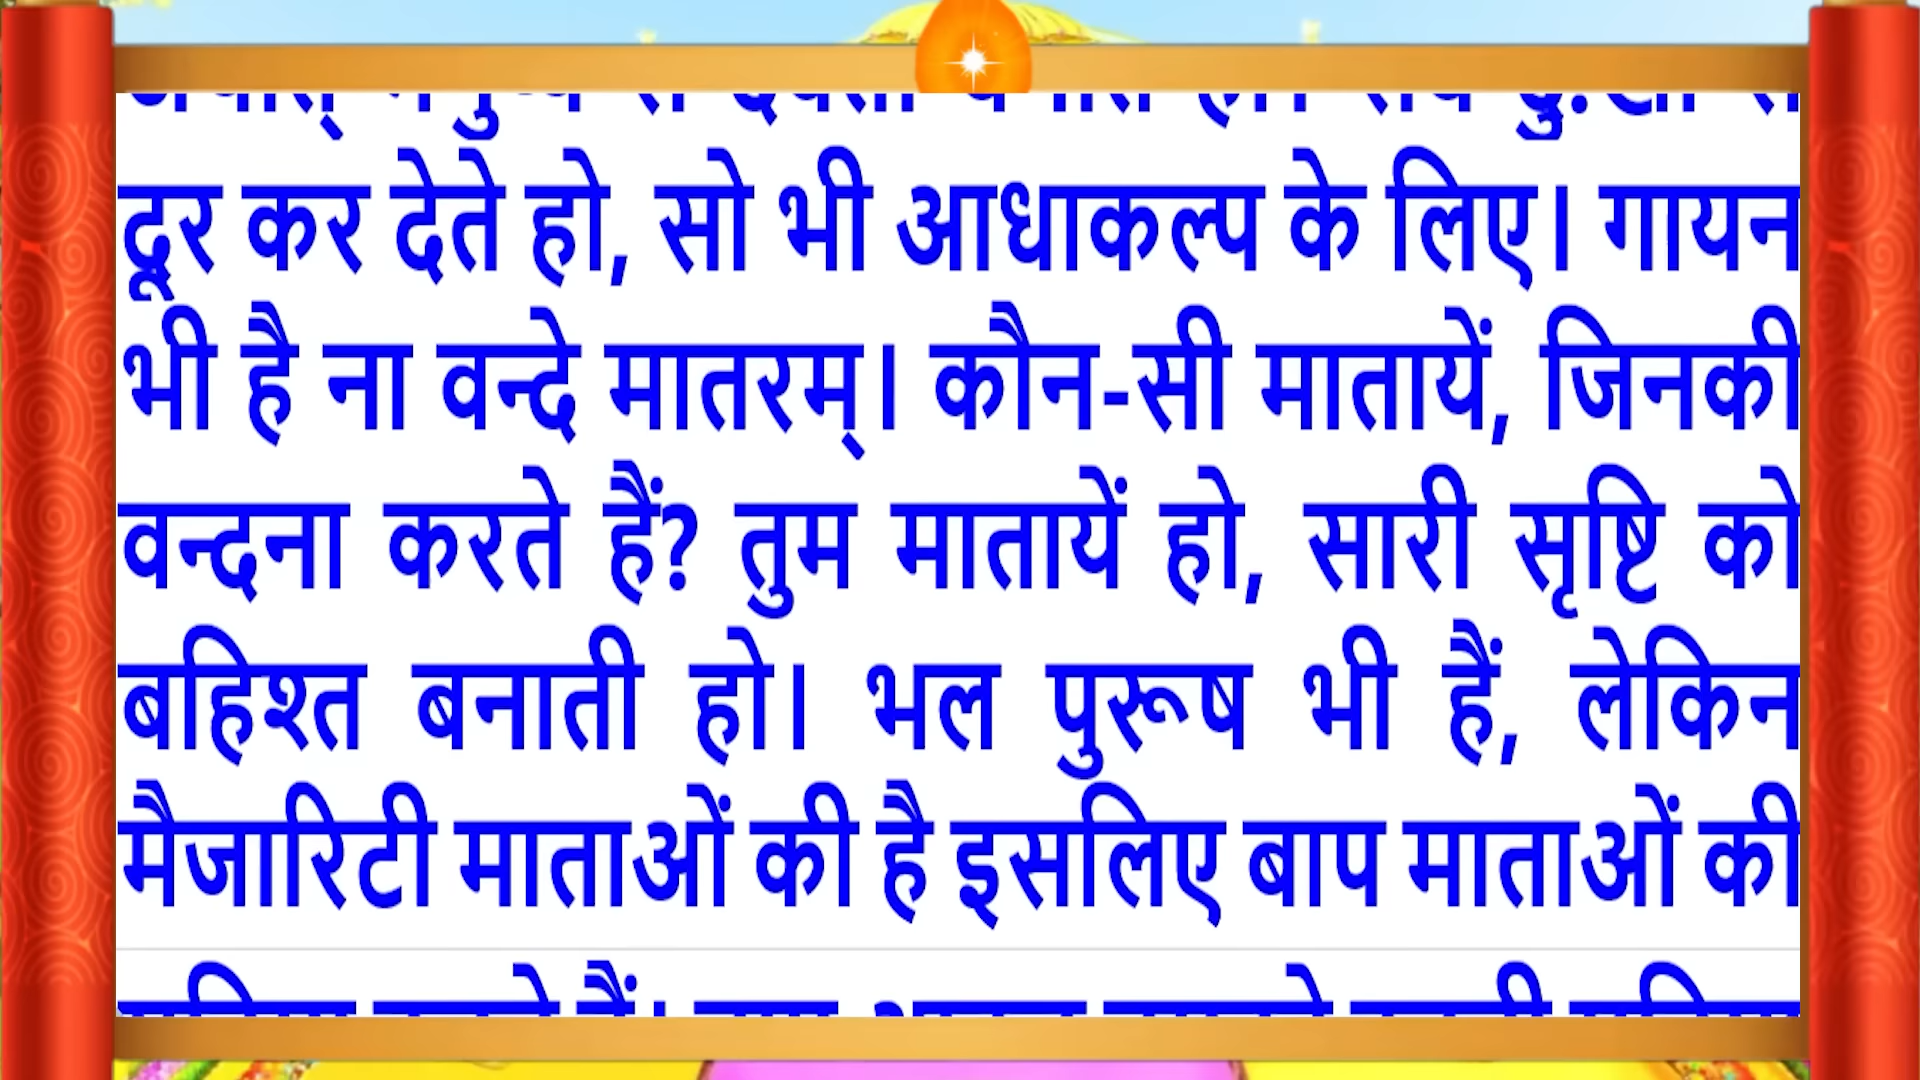 दूर कर देते हो, सो भी आधाकल्प के लिए। गायन
भी है ना वन्दे मातरम्। कौन-सी मातायें, जिनकी
वन्दना करते हैं? तुम मातायें हो, सारी सृष्टि को
बहिश्त बनाती हो। भल पुरूष भी हैं, लेकिन
मैजारिटी माताओं की है इसलिए बाप माताओं की